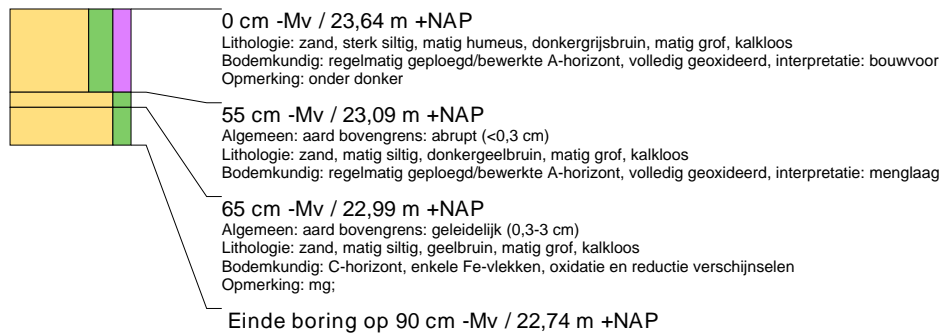 0 cm -Mv / 23,64 m +NAP
Lithologie: zand, sterk siltig, matig humeus, donkergrijsbruin, matig grof, kalkloos
Bodemkundig: regelmatig geploegd/bewerkte A-horizont, volledig geoxideerd, interpretatie: bouwvoor
Opmerking: onder donker
55 cm -Mv / 23,09 m +NAP
Algemeen: aard bovengrens: abrupt (<0,3 cm)
Lithologie: zand, matig siltig, donkergeelbruin, matig grof, kalkloos
Bodemkundig: regelmatig geploegd/bewerkte A-horizont, volledig geoxideerd, interpretatie: menglaag
65 cm -Mv / 22,99 m +NAP
Algemeen: aard bovengrens: geleidelijk (0,3-3 cm)
Lithologie: zand, matig siltig, geelbruin, matig grof, kalkloos
Bodemkundig: C-horizont, enkele Fe-vlekken, oxidatie en reductie verschijnselen
Opmerking: mg;
Einde boring op 90 cm -Mv / 22,74 m +NAP